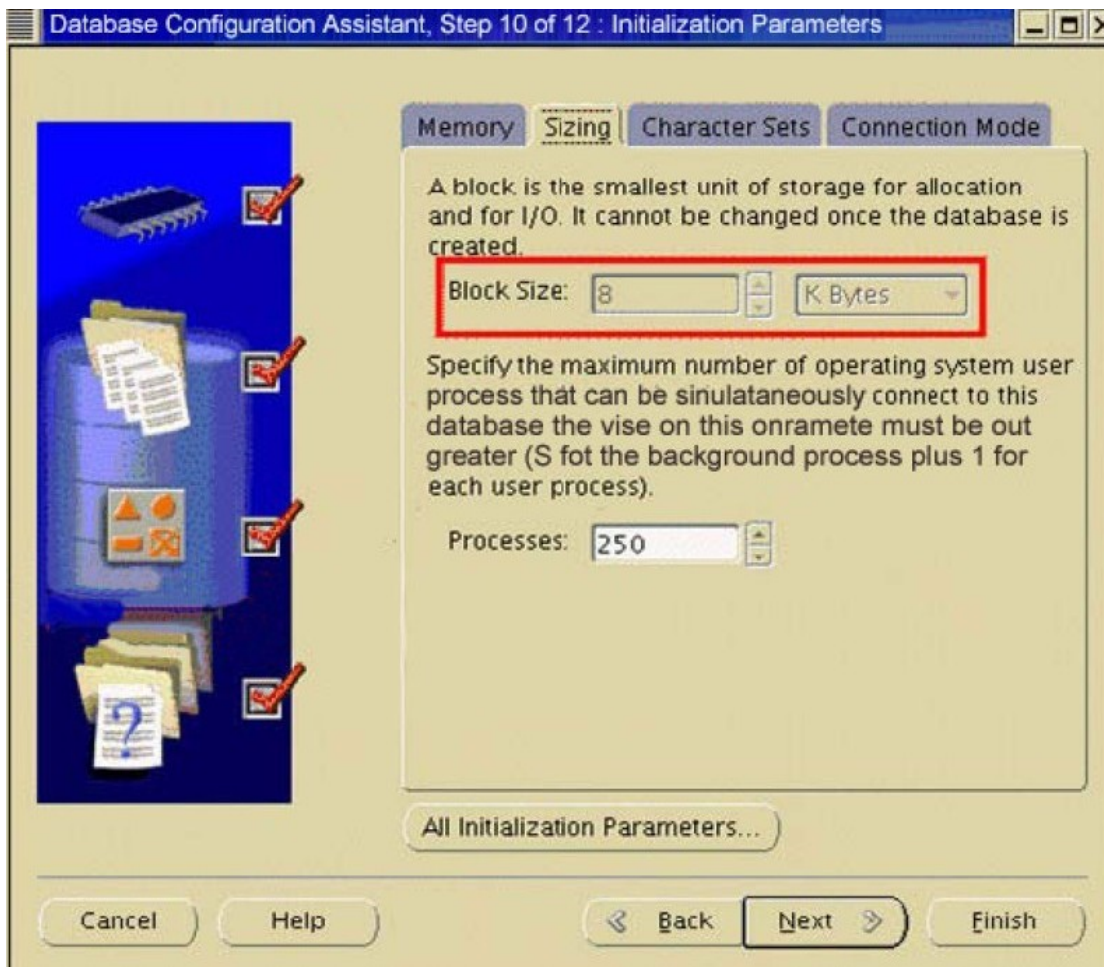 Database Configuration Assistant, Step 10 of 12 : Initialization Parameters
Memory
Sizing
Character Sets
Connection Mode
A block is the smallest unit of storage for allocation
and for I/O. It cannot be changed once the database is
created.
Block Size: 8 K Bytes
Specify the maximum number of operating system user
process that can be sinulataneously connect to this
database the vise on this onramete must be out
greater (S fot the background process plus 1 for
each user process).
Processes: 250
?
All Initialization Parameters...
Cancel
Help
Back
Next
Finish